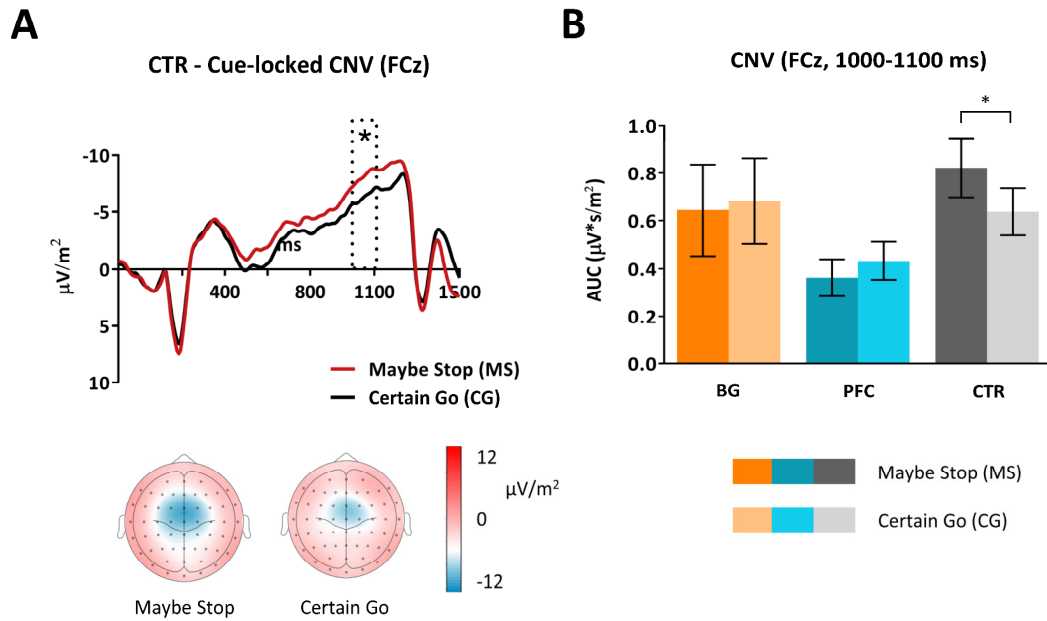 A
CTR - Cue-locked CNV (FCz)
-10
*
-5
μV/m²
ms
0
400
800
1100
1500
5
10
Maybe Stop (MS)
Certain Go (CG)
12
μV/m²
0
-12
Maybe Stop
Certain Go
B
CNV (FCz, 1000-1100 ms)
*
1.0
0.8
0.6
0.4
0.2
0.0
AUC (μV*s/m²)
BG
PFC
CTR
Maybe Stop (MS)
Certain Go (CG)